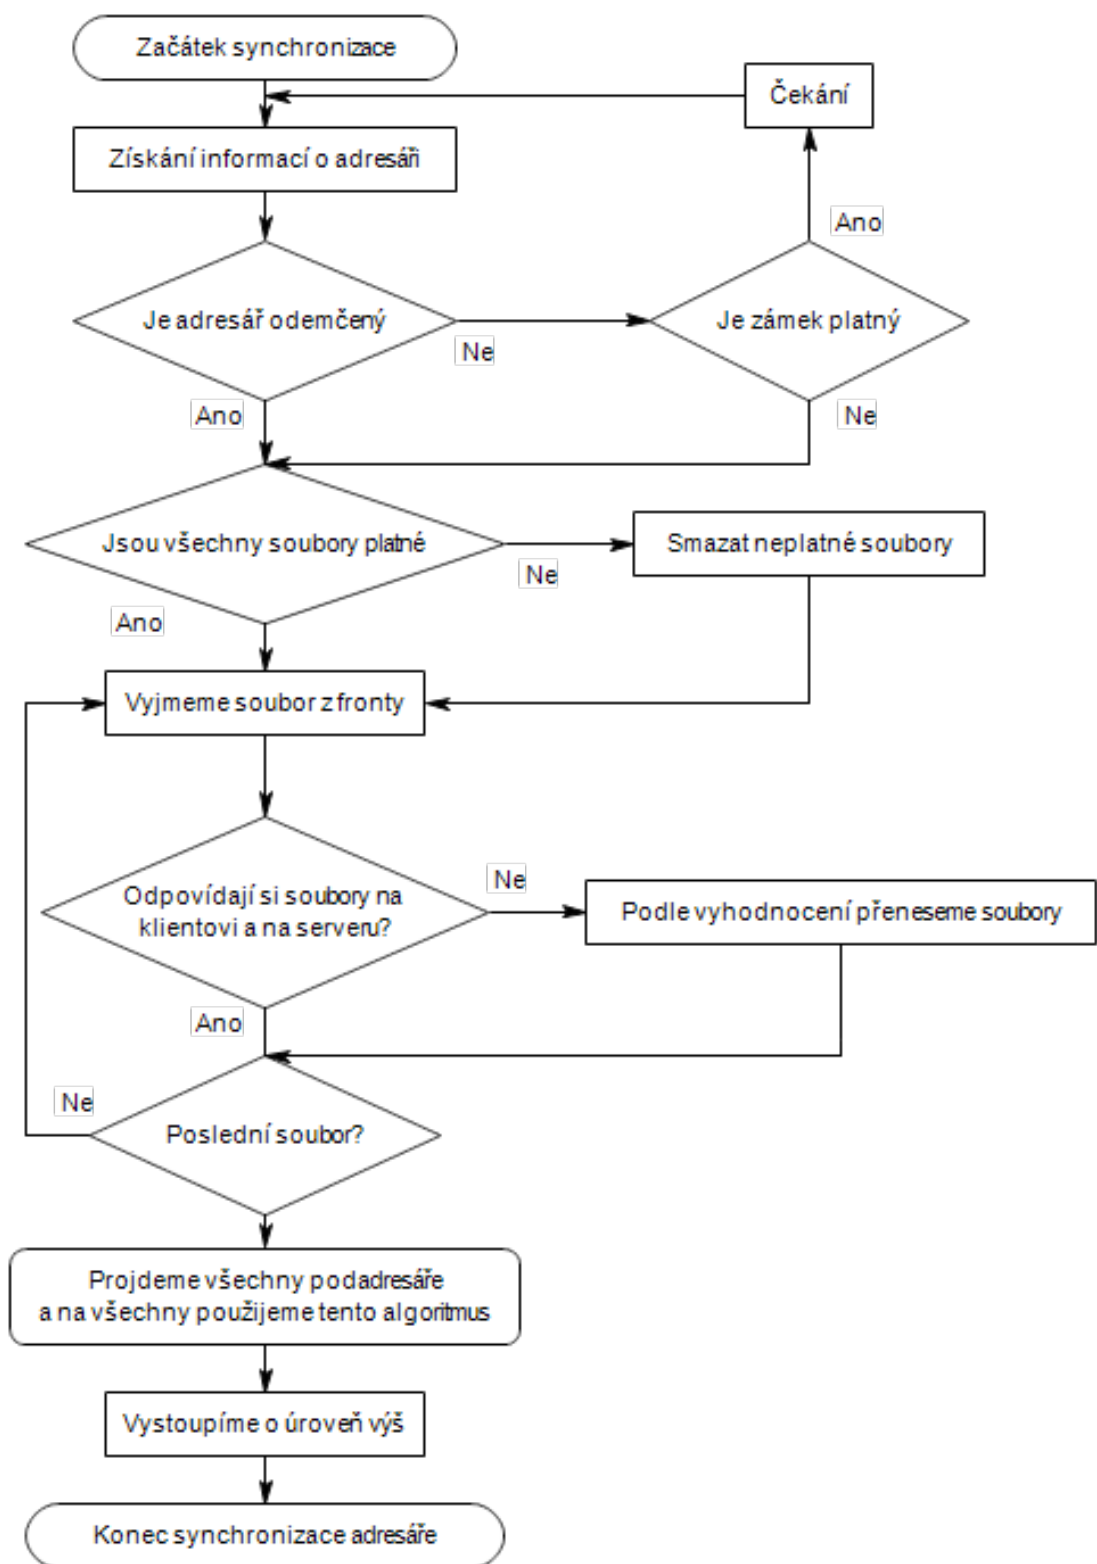 Začátek synchronizace
Čekání
Získání informací o adresáři
Ano
Je adresář odemčený
Je zámek platný
Ne
Ano
Ne
Jsou všechny soubory platné
Smazat neplatné soubory
Ne
Ano
Vyjmeme soubor z fronty
Ne
Odpovídají si soubory na
klientovi a na serveru?
Podle vyhodnocení přeneseme soubory
Ano
Ne
Poslední soubor?
Projdeme všechny podadresáře
a na všechny použijeme tento algoritmus
Vystoupíme o úroveň výš
Konec synchronizace adresáře